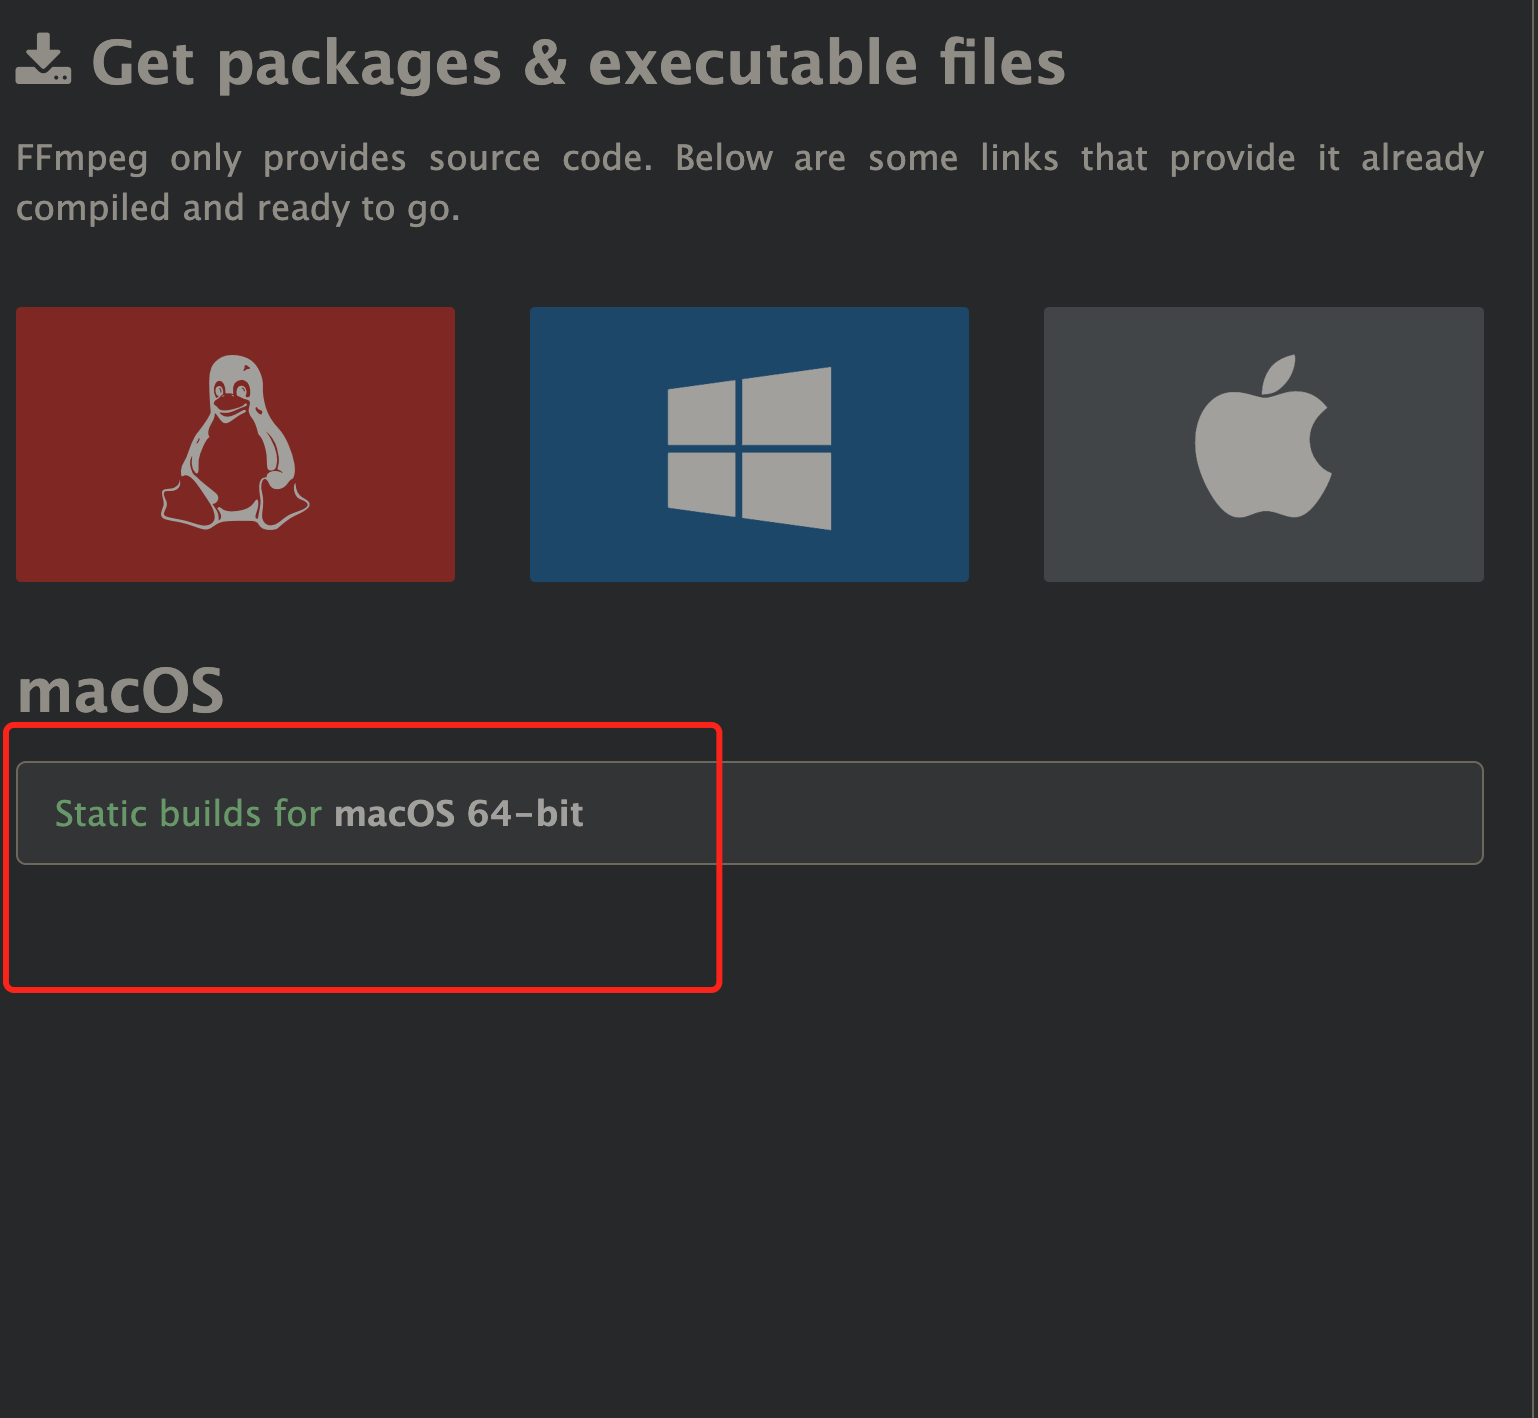 Get packages & executable files
FFmpeg only provides source code. Below are some links that provide it already
compiled and ready to go.
macOS
Static builds for macOS 64-bit